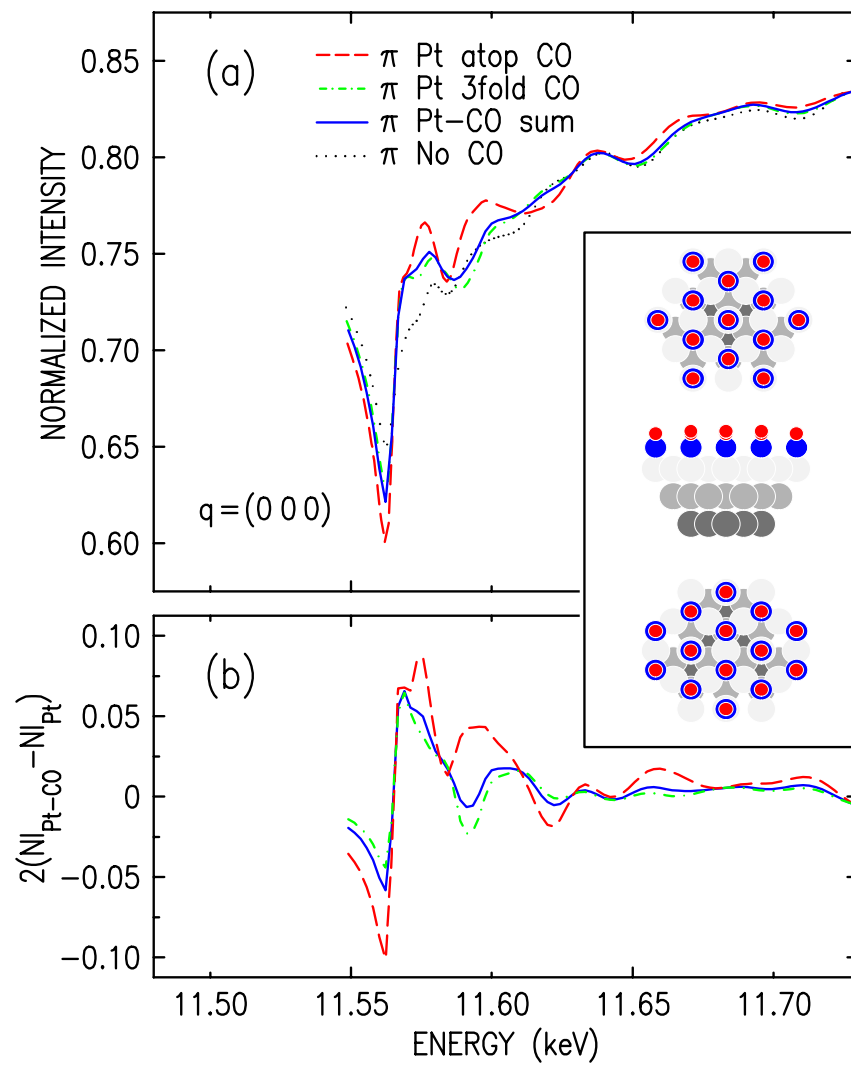 (a)
π Pt atop CO
π Pt 3fold CO
π Pt−CO sum
π No CO
NORMALIZED INTENSITY
0.85
0.80
0.75
0.70
0.65
0.60
q=(0 0 0)
(b)
2(NI_Pt−CO−NI_Pt)
0.10
0.05
0
−0.05
−0.10
11.50 11.55 11.60 11.65 11.70
ENERGY (keV)